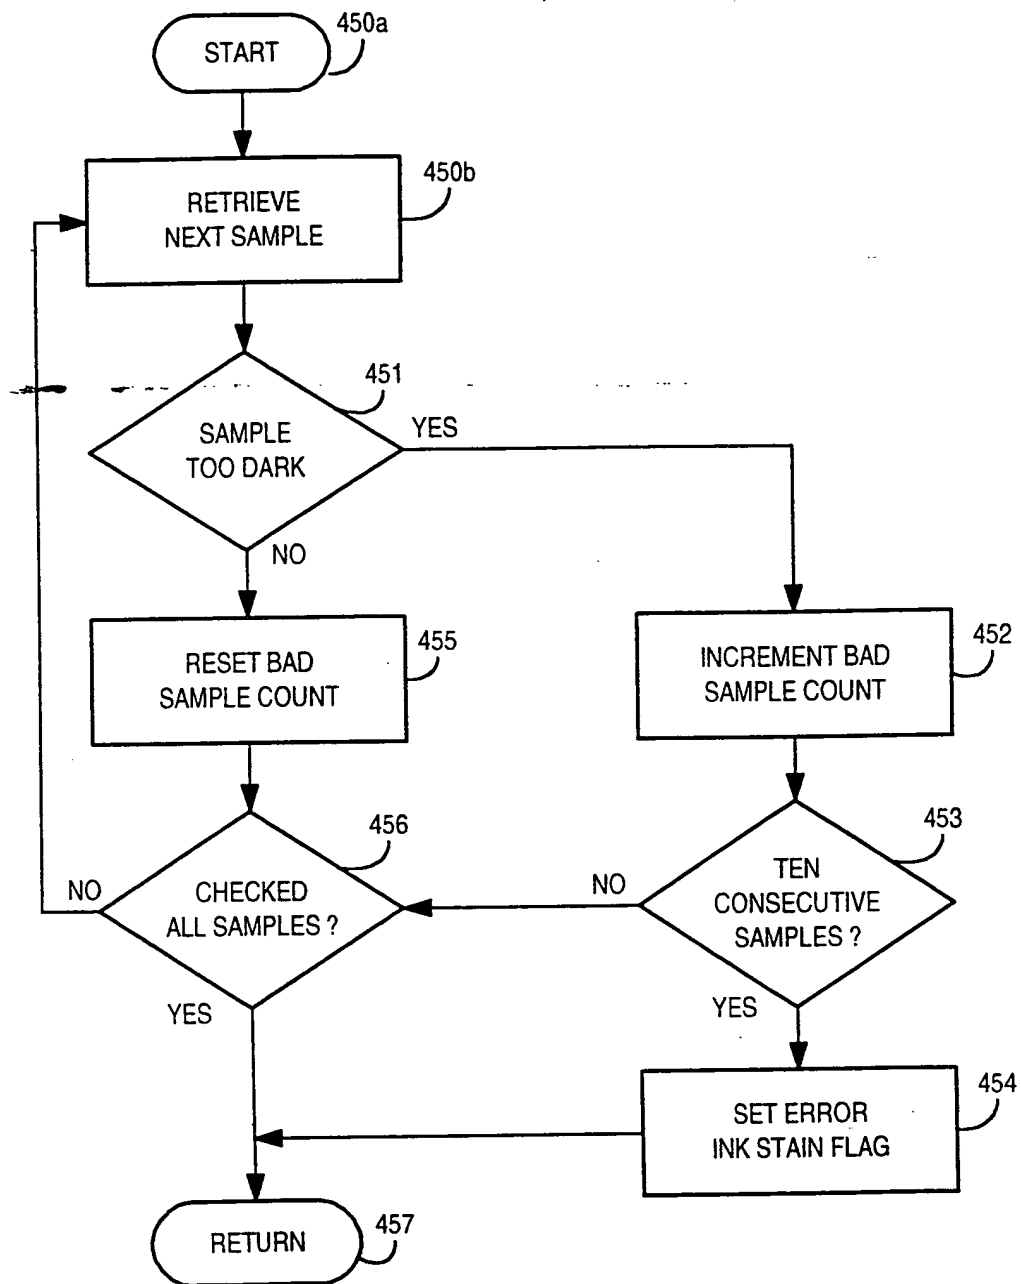 START
450a
RETRIEVE
NEXT SAMPLE
450b
SAMPLE
TOO DARK
451
YES
NO
RESET BAD
SAMPLE COUNT
455
INCREMENT BAD
SAMPLE COUNT
452
CHECKED
ALL SAMPLES ?
456
NO
YES
TEN
CONSECUTIVE
SAMPLES ?
453
NO
YES
SET ERROR
INK STAIN FLAG
454
RETURN
457